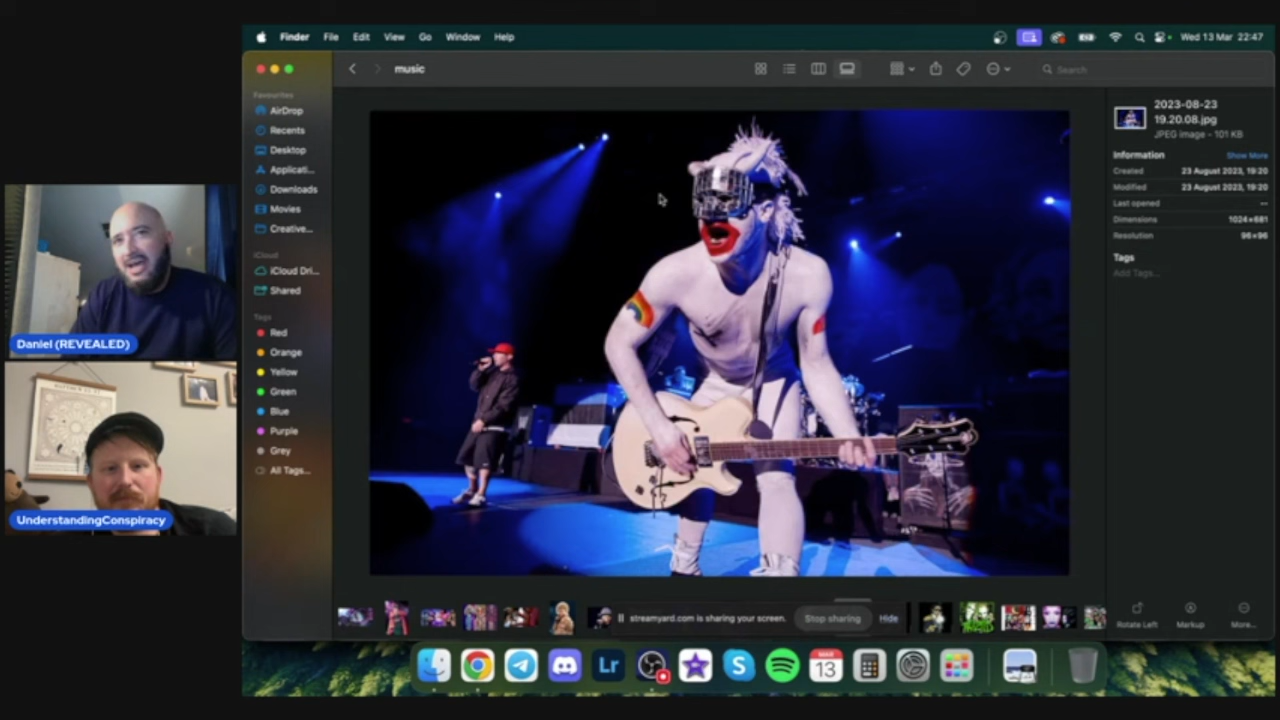 Finder File Edit View Go Window Help
Wed 13 Mar 22:47
music
Search
Favourites
AirDrop
Recents
Desktop
Applicati...
Downloads
Movies
Creative...
iCloud
iCloud Dri...
Shared
Tags
Red
Orange
Yellow
Green
Blue
Purple
Grey
All Tags...
2023-08-23
19.20.08.jpg
JPEG image - 101 KB
Information Show More
Created 23 August 2023, 19:20
Modified 23 August 2023, 19:20
Last opened --
Dimensions 1024×681
Resolution 96×96
Tags
Add Tags...
Daniel (REVEALED)
UnderstandingConspiracy
streamyard.com is sharing your screen. Stop sharing Hide
Rotate Left Markup More...
Lr
MAR
13